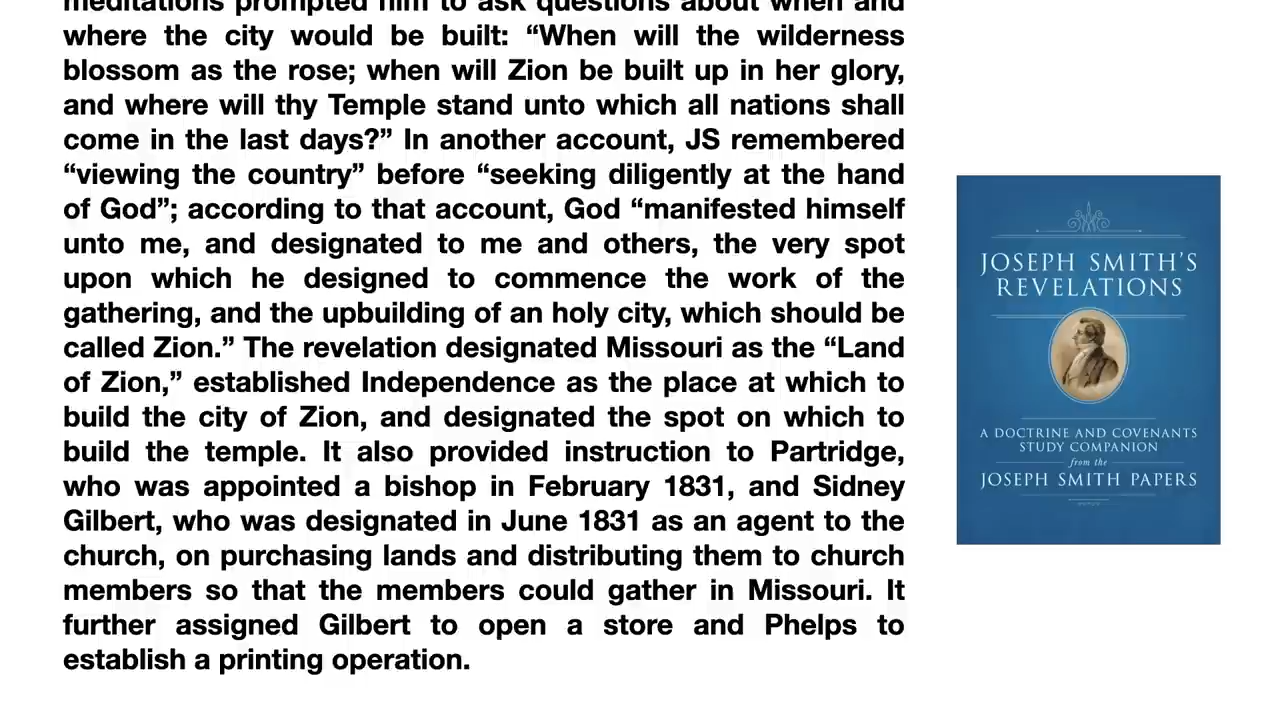 meditations prompted him to ask questions about when and
where the city would be built: “When will the wilderness
blossom as the rose; when will Zion be built up in her glory,
and where will thy Temple stand unto which all nations shall
come in the last days?” In another account, JS remembered
“viewing the country” before “seeking diligently at the hand
of God”; according to that account, God “manifested himself
unto me, and designated to me and others, the very spot
upon which he designed to commence the work of the
gathering, and the upbuilding of an holy city, which should be
called Zion.” The revelation designated Missouri as the “Land
of Zion,” established Independence as the place at which to
build the city of Zion, and designated the spot on which to
build the temple. It also provided instruction to Partridge,
who was appointed a bishop in February 1831, and Sidney
Gilbert, who was designated in June 1831 as an agent to the
church, on purchasing lands and distributing them to church
members so that the members could gather in Missouri. It
further assigned Gilbert to open a store and Phelps to
establish a printing operation.
JOSEPH SMITH’S
REVELATIONS
A DOCTRINE AND COVENANTS
STUDY COMPANION
from the
JOSEPH SMITH PAPERS